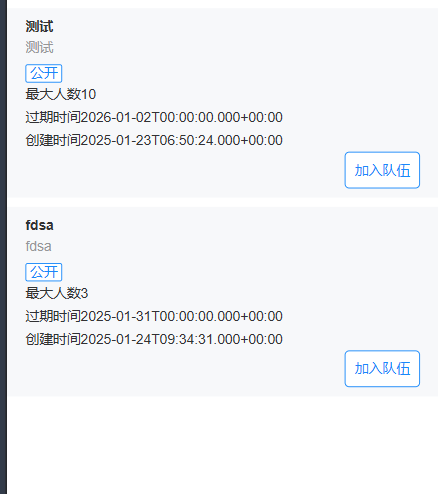 测试
测试
公开
最大人数10
过期时间2026-01-02T00:00:00.000+00:00
创建时间2025-01-23T06:50:24.000+00:00
加入队伍
fdsa
fdsa
公开
最大人数3
过期时间2025-01-31T00:00:00.000+00:00
创建时间2025-01-24T09:34:31.000+00:00
加入队伍